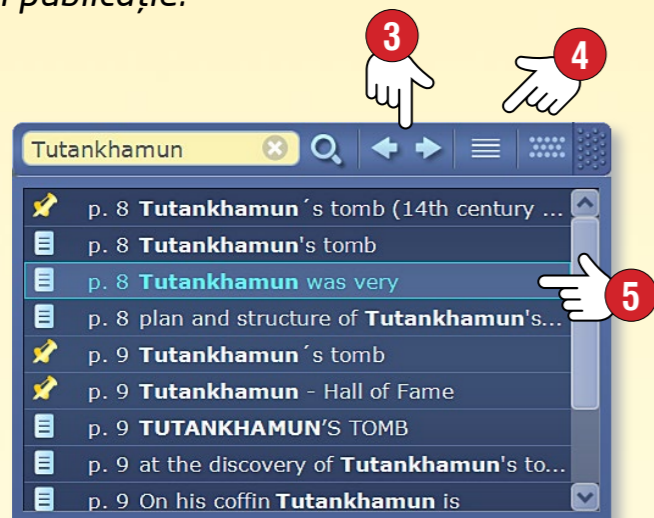 publicație.
3
4
Tutankhamun
p. 8 Tutankhamun´s tomb (14th century ...
p. 8 Tutankhamun's tomb
p. 8 Tutankhamun was very
5
p. 8 plan and structure of Tutankhamun's...
p. 9 Tutankhamun´s tomb
p. 9 Tutankhamun - Hall of Fame
p. 9 TUTANKHAMUN’S TOMB
p. 9 at the discovery of Tutankhamun's to...
p. 9 On his coffin Tutankhamun is